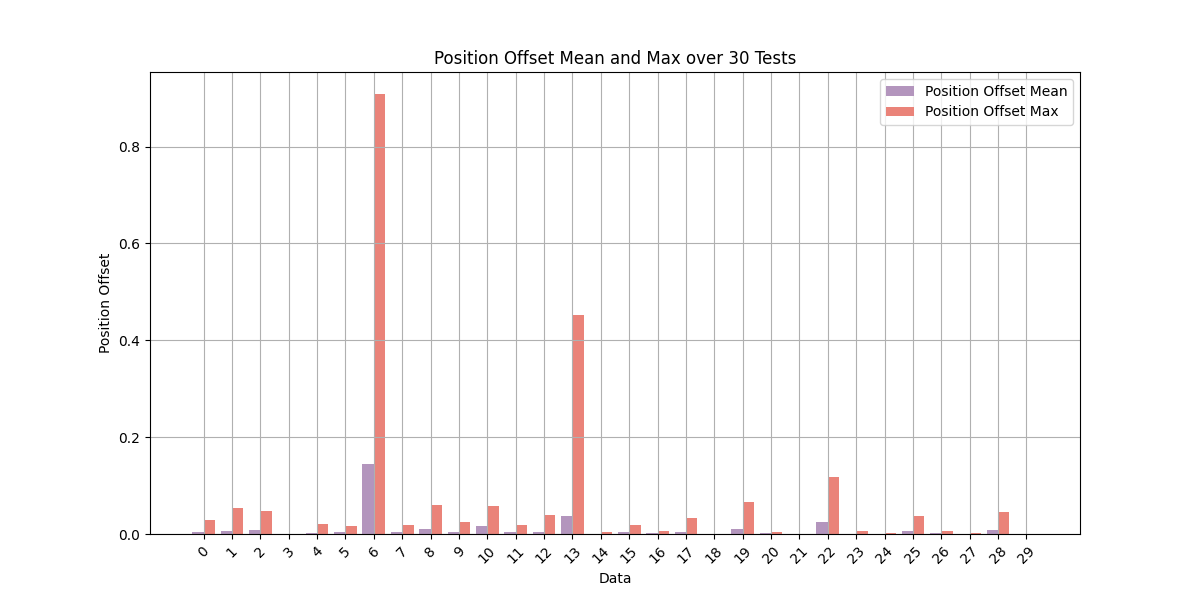 Position Offset Mean and Max over 30 Tests
Position Offset Mean
Position Offset Max
Position Offset
0.8
0.6
0.4
0.2
0.0
0 1 2 3 4 5 6 7 8 9 10 11 12 13 14 15 16 17 18 19 20 21 22 23 24 25 26 27 28 29
Data